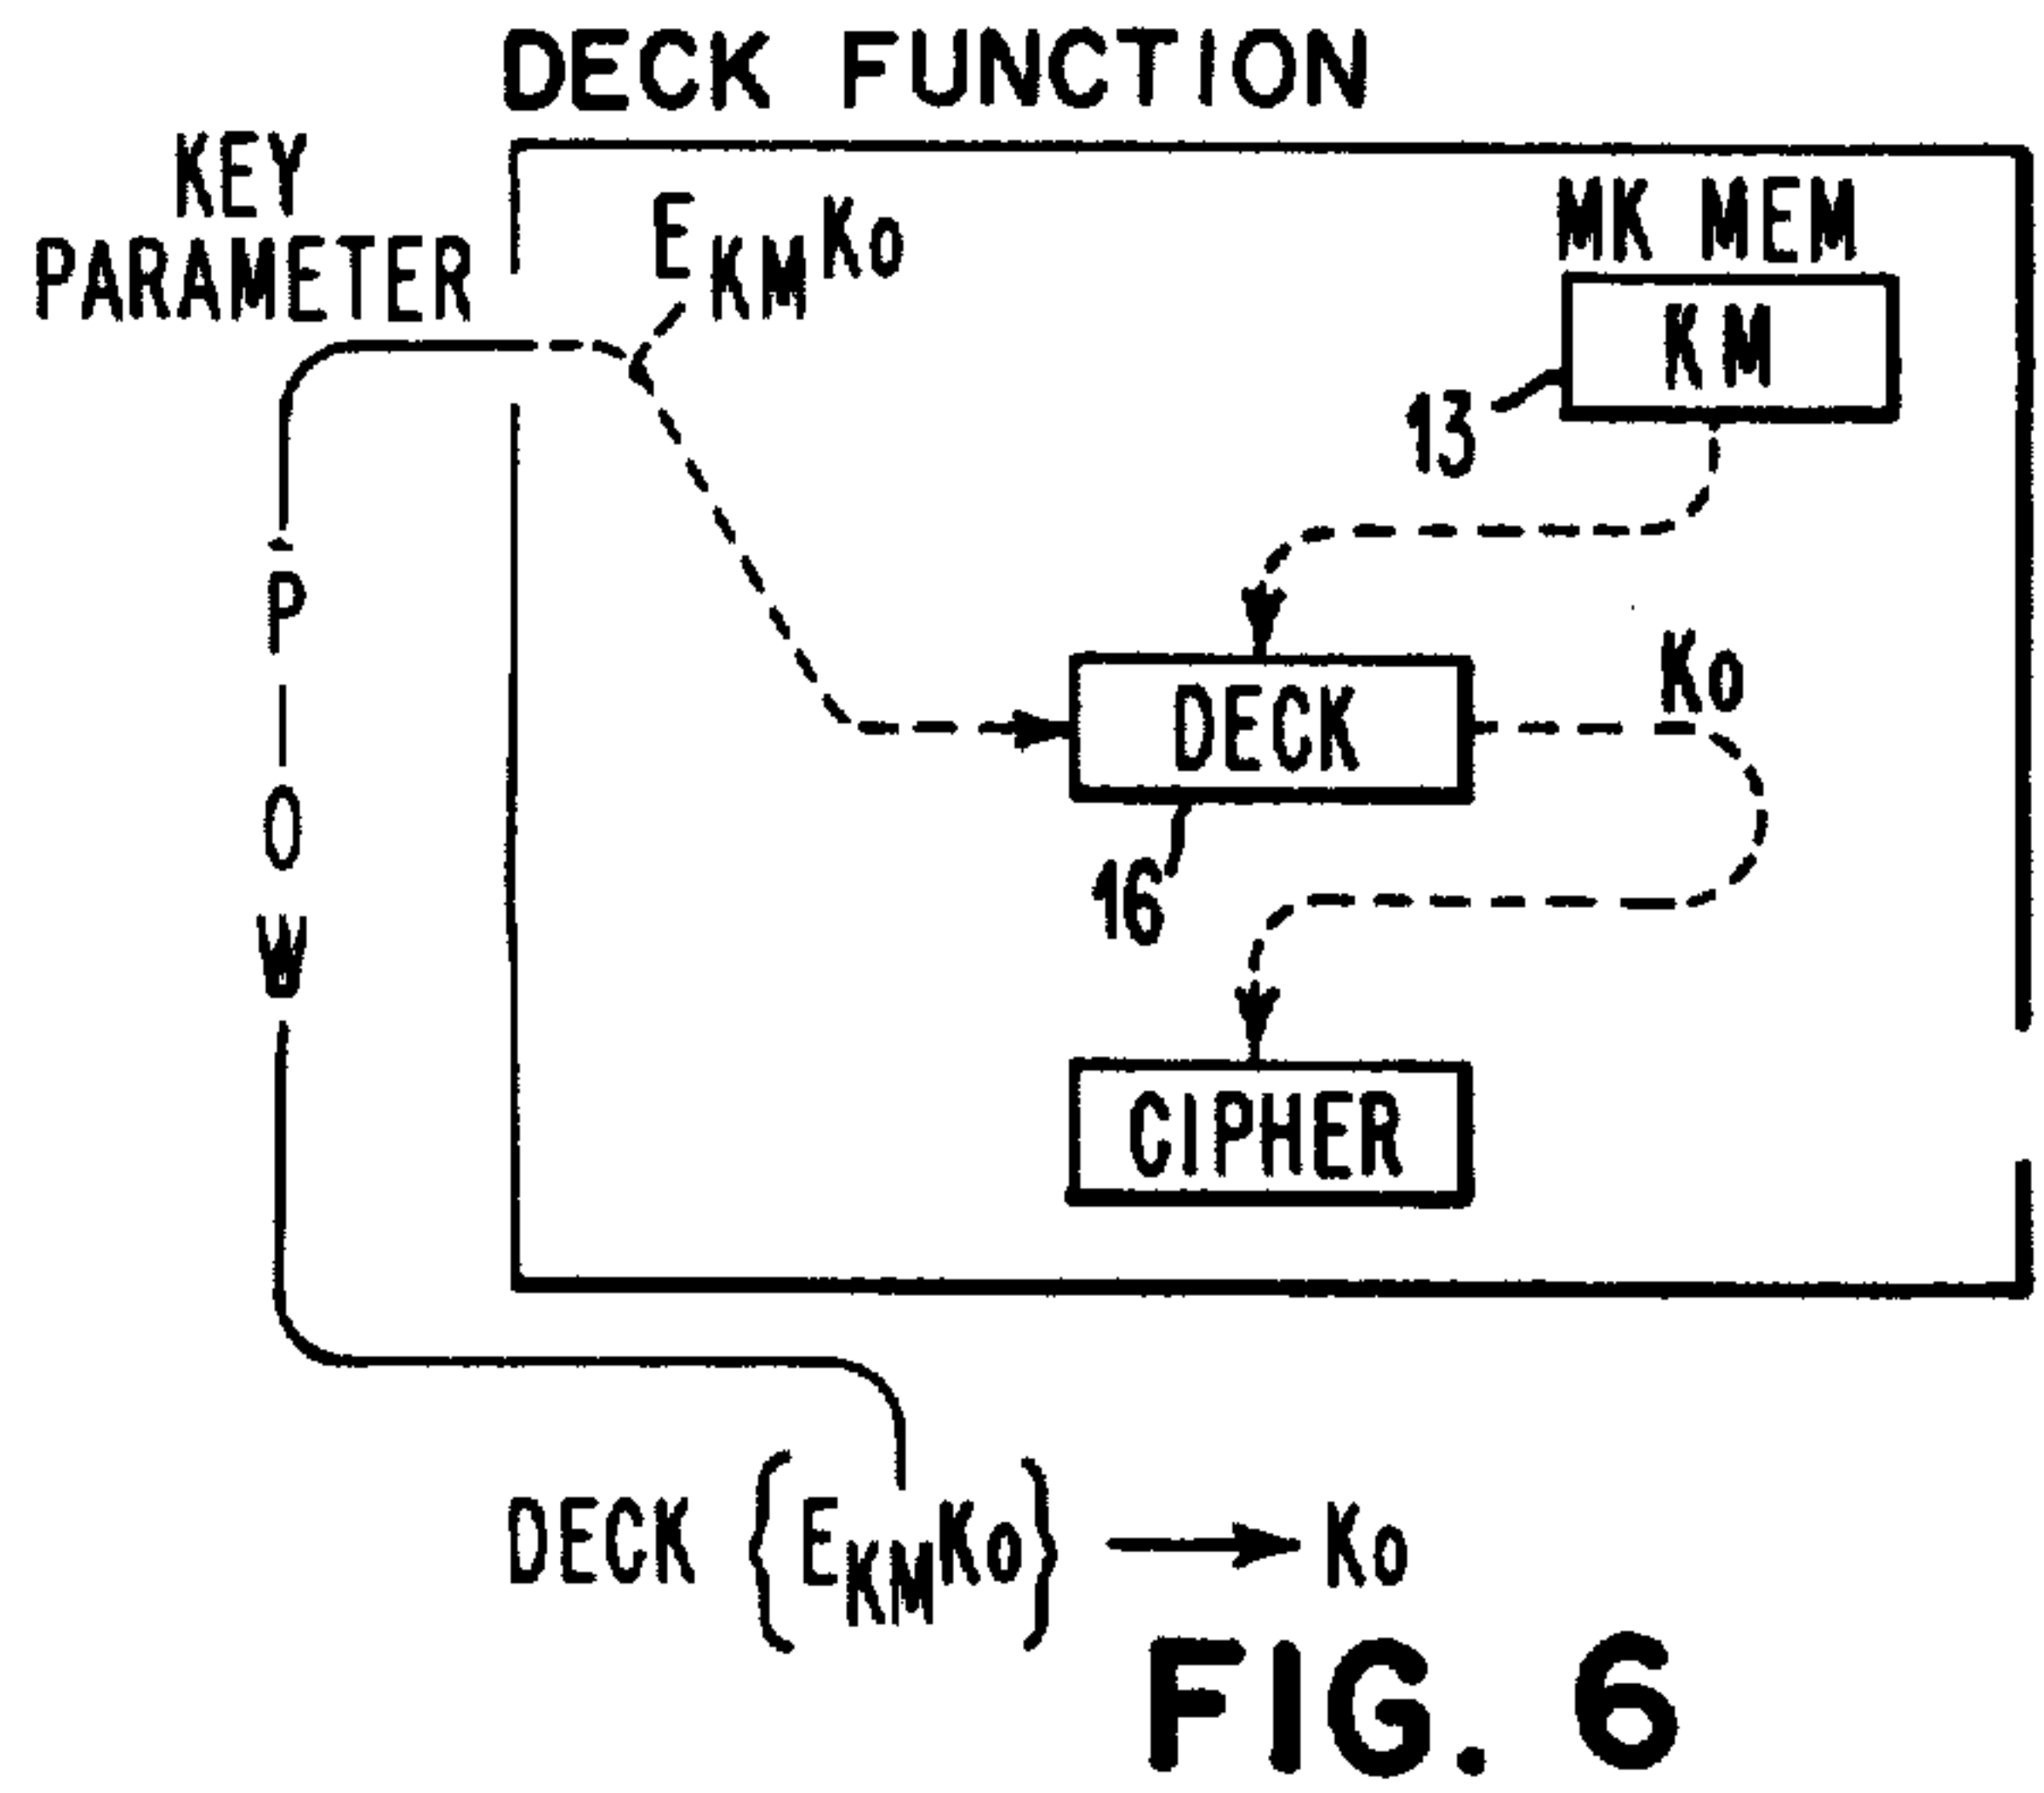 DECK FUNCTION
KEY
PARAMETER
EKMKo
MK MEM
KM
13
P
I
O
W
DECK
Ko
16
CIPHER
DECK {EKMKo} → Ko
FIG. 6